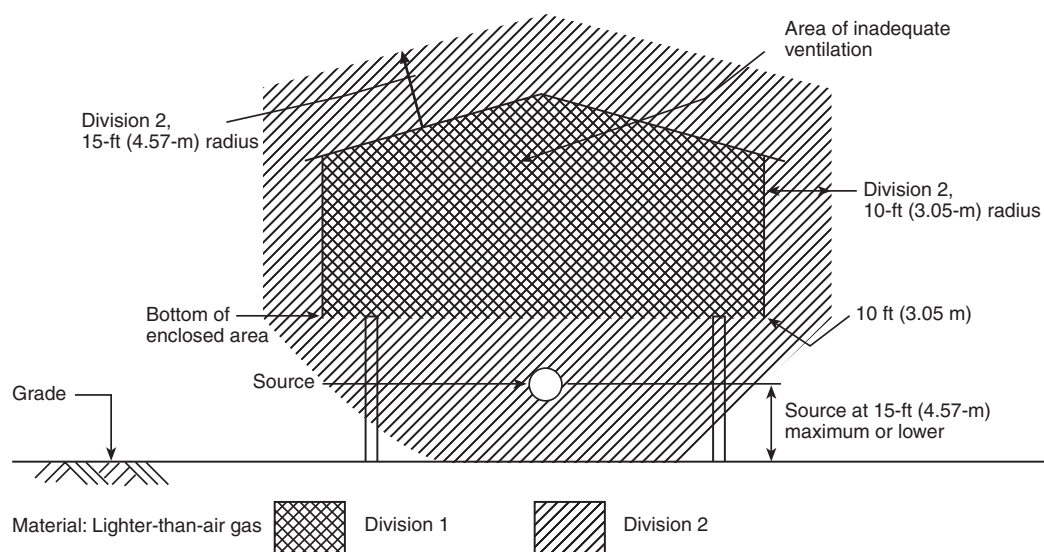 Area of inadequate
ventilation
Division 2,
15-ft (4.57-m) radius
Division 2,
10-ft (3.05-m) radius
Bottom of
enclosed area
10 ft (3.05 m)
Source
Grade
Source at 15-ft (4.57-m)
maximum or lower
Material: Lighter-than-air gas
Division 1
Division 2